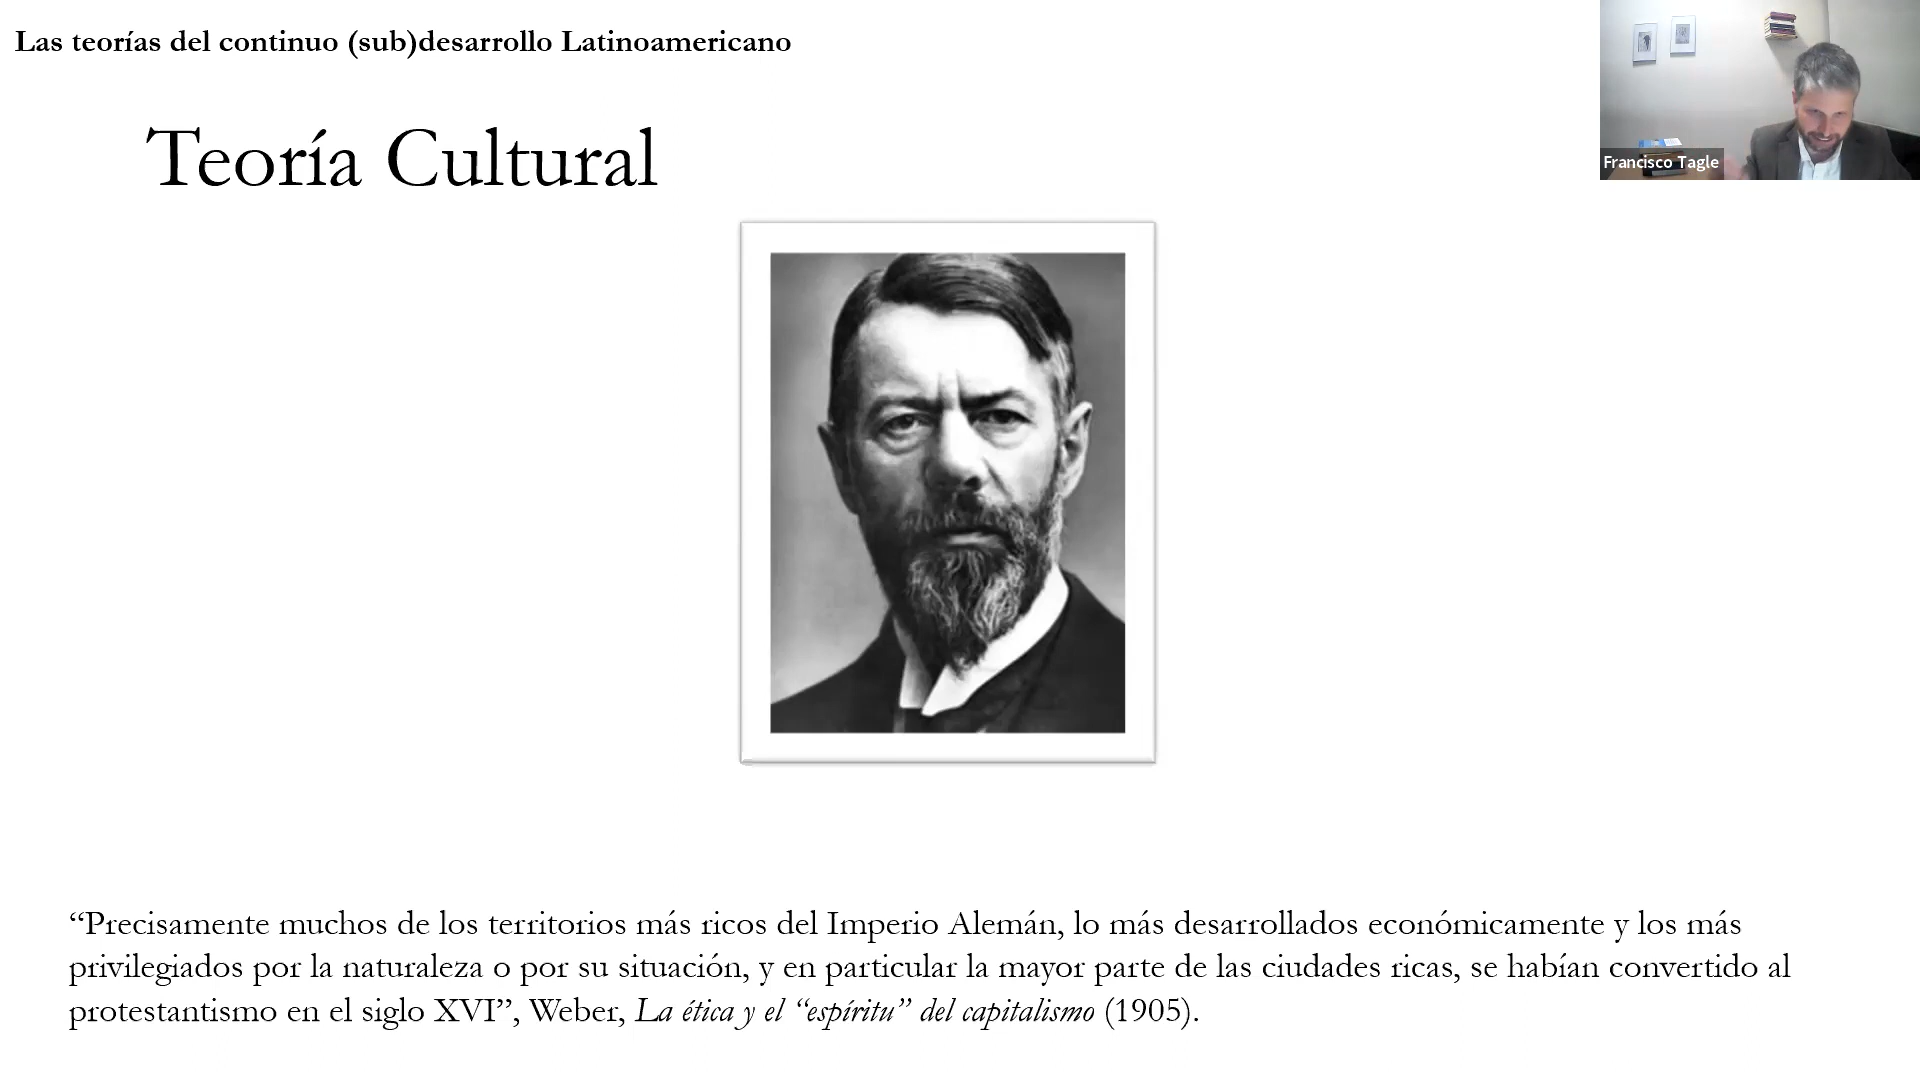 Las teorías del continuo (sub)desarrollo Latinoamericano
Teoría Cultural
Francisco Tagle
“Precisamente muchos de los territorios más ricos del Imperio Alemán, lo más desarrollados económicamente y los más
privilegiados por la naturaleza o por su situación, y en particular la mayor parte de las ciudades ricas, se habían convertido al
protestantismo en el siglo XVI”, Weber, La ética y el “espíritu” del capitalismo (1905).